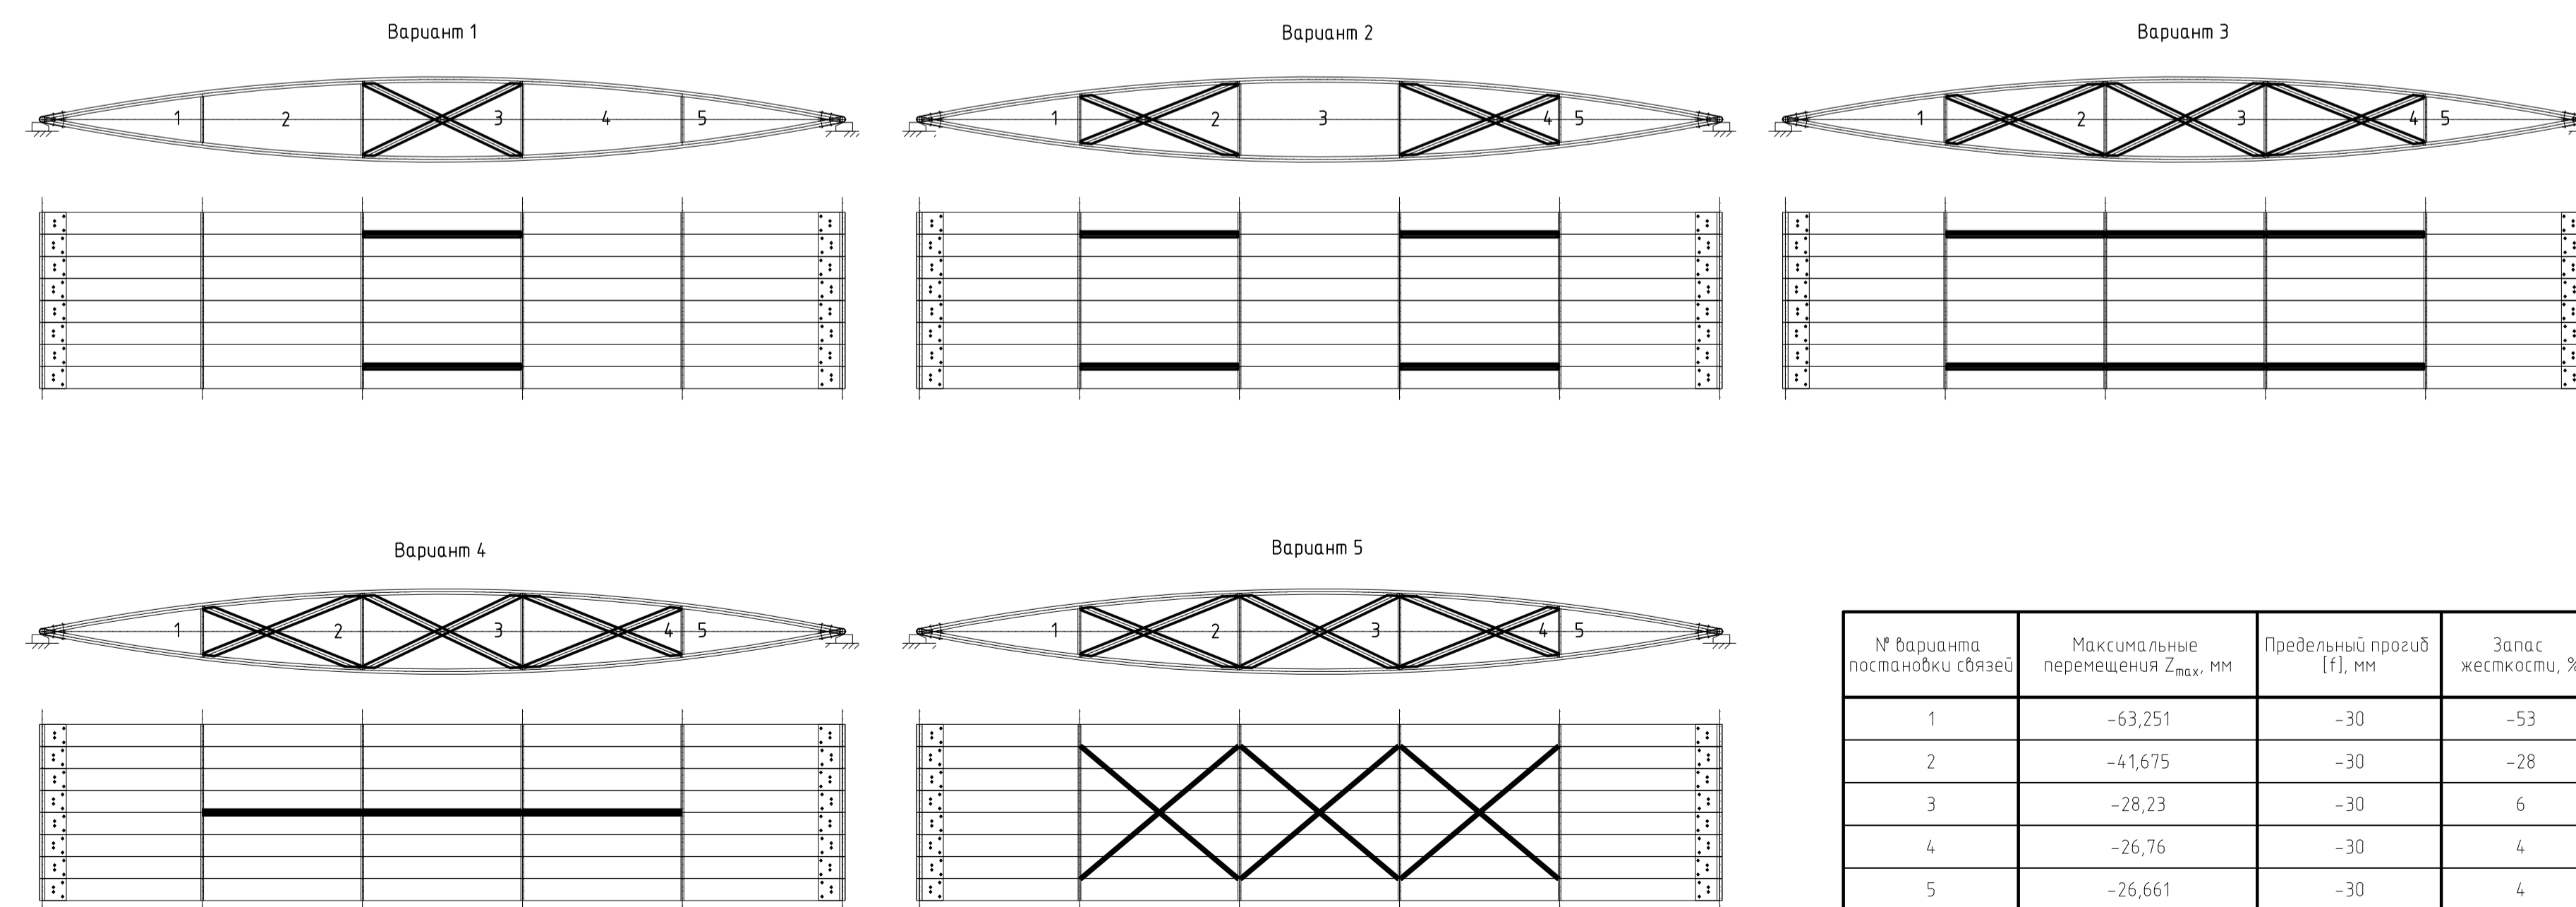 Вариант 1
Вариант 2
Вариант 3
1 2 3 4 5
1 2 3 4 5
1 2 3 4 5
Вариант 4
Вариант 5
1 2 3 4 5
1 2 3 4 5
№ варианта
постановки связей
Максимальные
перемещения Zmax, мм
Предельный прогиб
[f], мм
Запас
жесткости, %
1 -63,251 -30 -53
2 -41,675 -30 -28
3 -28,23 -30 6
4 -26,76 -30 4
5 -26,661 -30 4